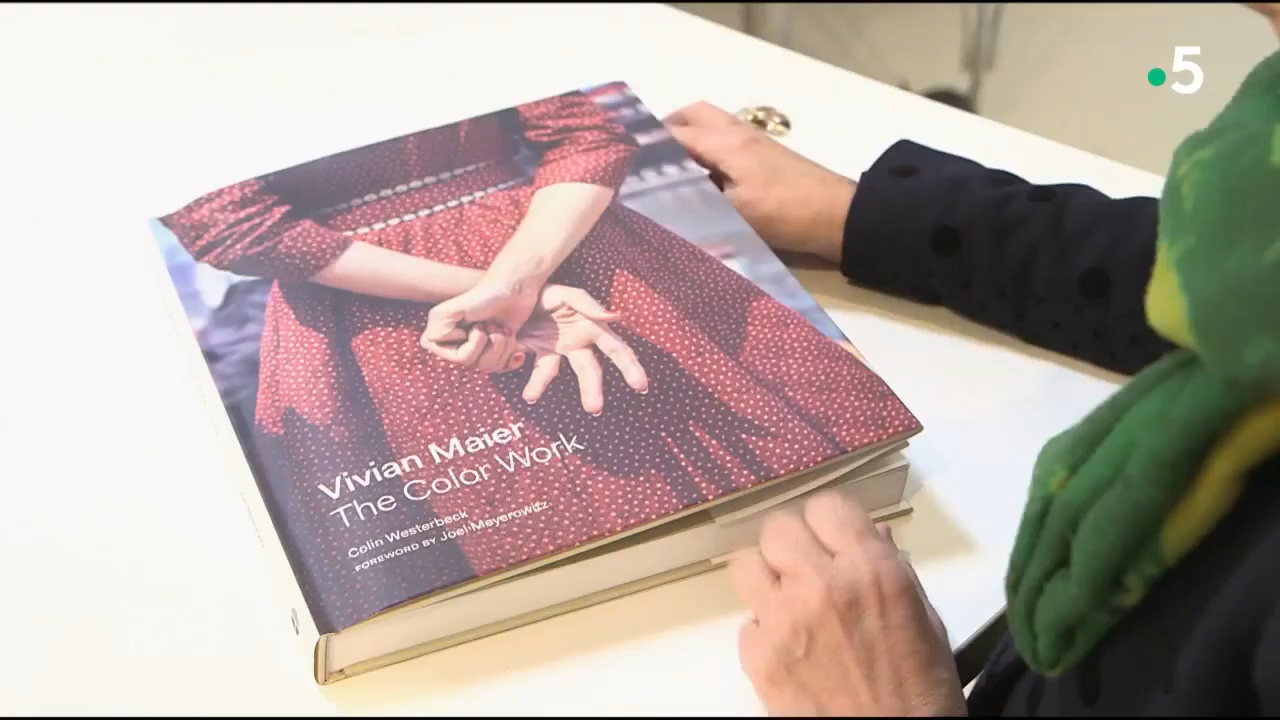 5
Vivian Maier
The Color Work
Colin Westerbeck
FOREWORD BY Joel Meyerowitz